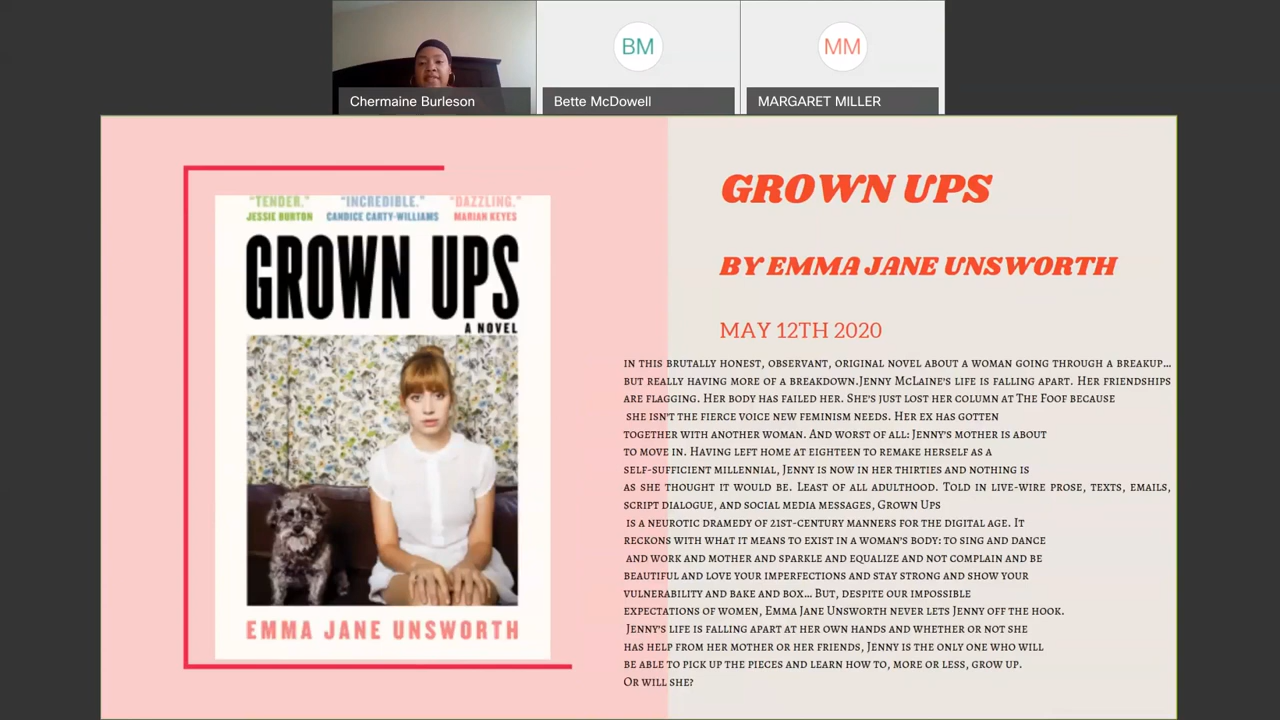 BM
MM
Chermaine Burleson
Bette McDowell
MARGARET MILLER
"TENDER."
JESSIE BURTON
"INCREDIBLE."
CANDICE CARTY-WILLIAMS
"DAZZLING."
MARIAN KEYES
GROWN UPS
A NOVEL
EMMA JANE UNSWORTH
GROWN UPS
BY EMMA JANE UNSWORTH
MAY 12TH 2020
IN THIS BRUTALLY HONEST, OBSERVANT, ORIGINAL NOVEL ABOUT A WOMAN GOING THROUGH A BREAKUP…
BUT REALLY HAVING MORE OF A BREAKDOWN.JENNY MCLAINE'S LIFE IS FALLING APART. HER FRIENDSHIPS
ARE FLAGGING. HER BODY HAS FAILED HER. SHE'S JUST LOST HER COLUMN AT THE FOOF BECAUSE
SHE ISN'T THE FIERCE VOICE NEW FEMINISM NEEDS. HER EX HAS GOTTEN
TOGETHER WITH ANOTHER WOMAN. AND WORST OF ALL: JENNY'S MOTHER IS ABOUT
TO MOVE IN. HAVING LEFT HOME AT EIGHTEEN TO REMAKE HERSELF AS A
SELF-SUFFICIENT MILLENNIAL, JENNY IS NOW IN HER THIRTIES AND NOTHING IS
AS SHE THOUGHT IT WOULD BE. LEAST OF ALL ADULTHOOD. TOLD IN LIVE-WIRE PROSE, TEXTS, EMAILS,
SCRIPT DIALOGUE, AND SOCIAL MEDIA MESSAGES, GROWN UPS
IS A NEUROTIC DRAMEDY OF 21ST-CENTURY MANNERS FOR THE DIGITAL AGE. IT
RECKONS WITH WHAT IT MEANS TO EXIST IN A WOMAN'S BODY: TO SING AND DANCE
AND WORK AND MOTHER AND SPARKLE AND EQUALIZE AND NOT COMPLAIN AND BE
BEAUTIFUL AND LOVE YOUR IMPERFECTIONS AND STAY STRONG AND SHOW YOUR
VULNERABILITY AND BAKE AND BOX… BUT, DESPITE OUR IMPOSSIBLE
EXPECTATIONS OF WOMEN, EMMA JANE UNSWORTH NEVER LETS JENNY OFF THE HOOK.
JENNY'S LIFE IS FALLING APART AT HER OWN HANDS AND WHETHER OR NOT SHE
HAS HELP FROM HER MOTHER OR HER FRIENDS, JENNY IS THE ONLY ONE WHO WILL
BE ABLE TO PICK UP THE PIECES AND LEARN HOW TO, MORE OR LESS, GROW UP.
OR WILL SHE?